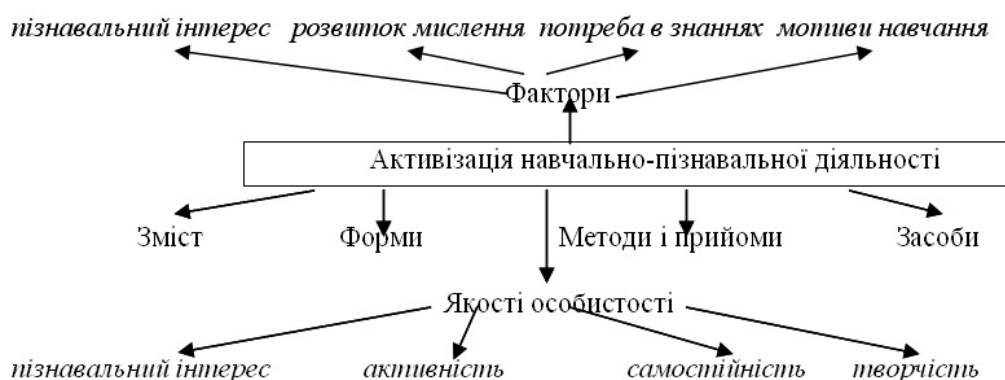 пізнавальний інтерес розвиток мислення потреба в знаннях мотиви навчання
Фактори
Активізація навчально-пізнавальної діяльності
Зміст Форми Методи і прийоми Засоби
Якості особистості
пізнавальний інтерес активність самостійність творчість